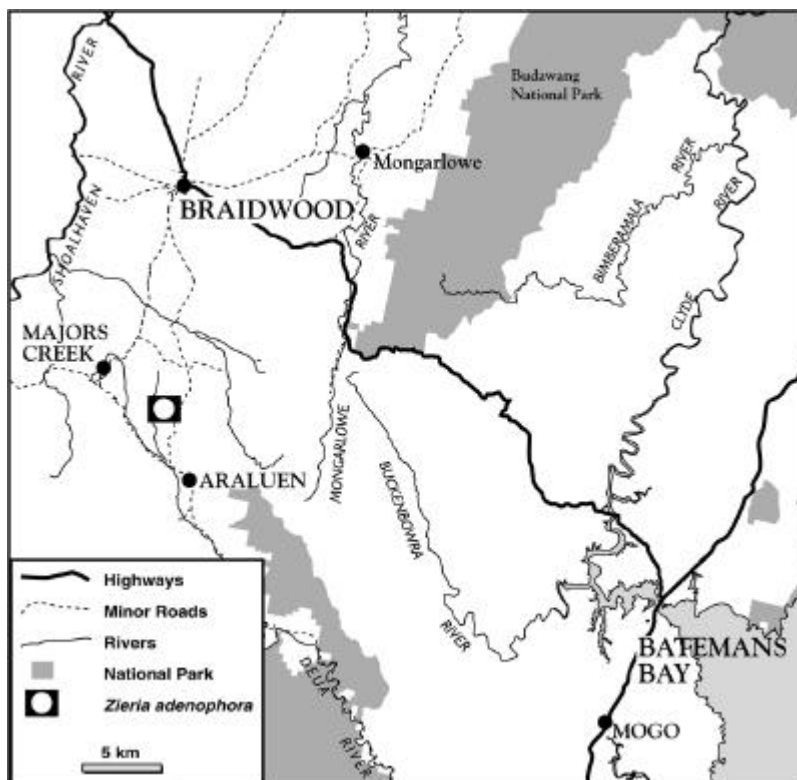 RIVER
Budawang
National Park
Mongarlowe
RIVER
RIVER
BRAIDWOOD
RIVER
SHOALHAVEN
BIMBERAMALA
CLYDE
MAJORS
CREEK
MONGARLOWE
ARALUEN
BUCKENBOWRA
Highways
Minor Roads
Rivers
National Park
Zieria adenophora
5 km
RIVER
DEUA
RIVER
BATEMANS
BAY
MOGO